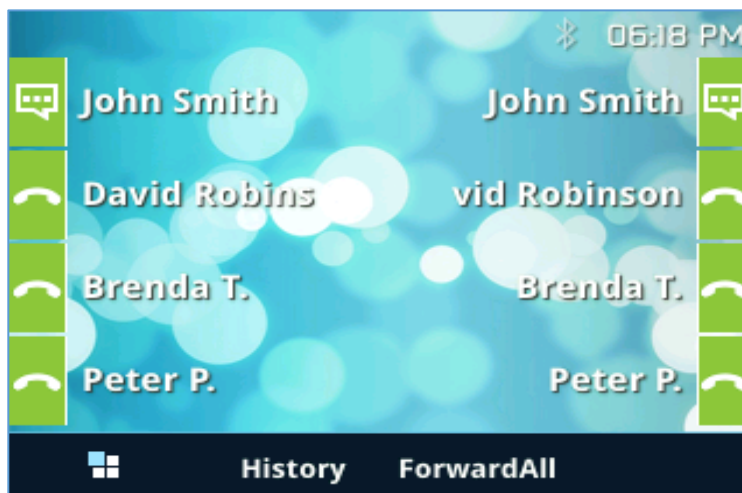 06:18 PM
John Smith John Smith
David Robins vid Robinson
Brenda T. Brenda T.
Peter P. Peter P.
History ForwardAll